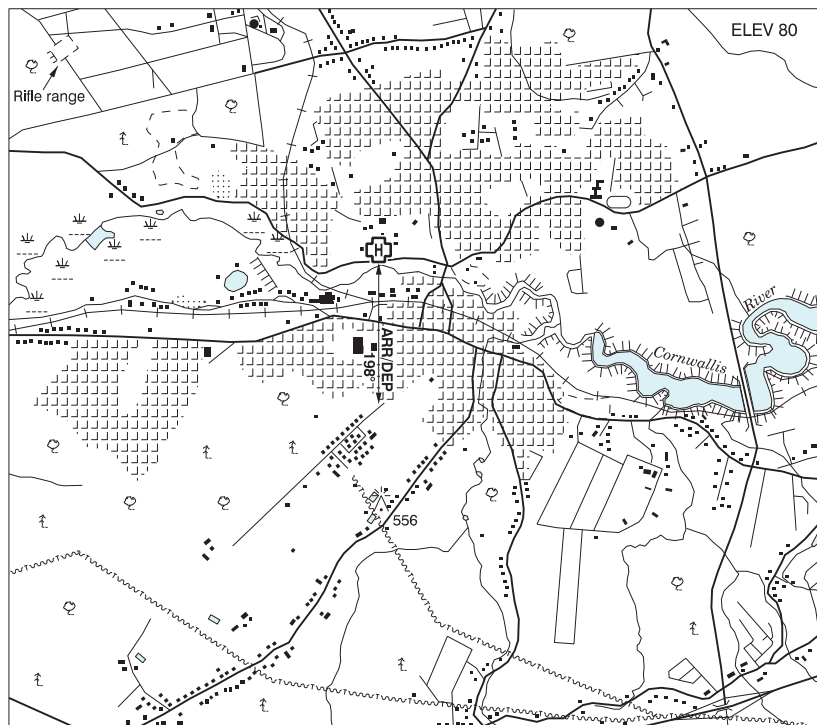 ELEV 80
Rifle range
H
River
Cornwallis
ARR DEP
198°
556